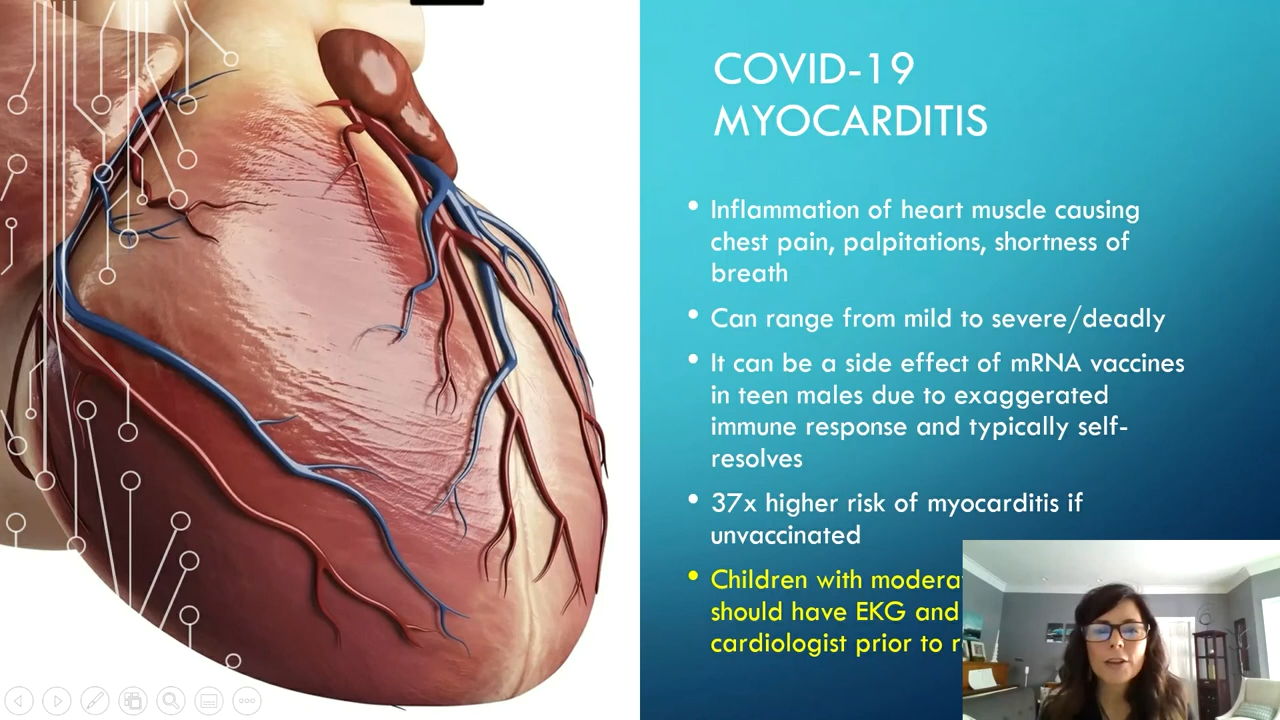 COVID-19
MYOCARDITIS
• Inflammation of heart muscle causing
chest pain, palpitations, shortness of
breath
• Can range from mild to severe/deadly
• It can be a side effect of mRNA vaccines
in teen males due to exaggerated
immune response and typically self-
resolves
• 37x higher risk of myocarditis if
unvaccinated
• Children with
should have EKG and
cardiologist prior to